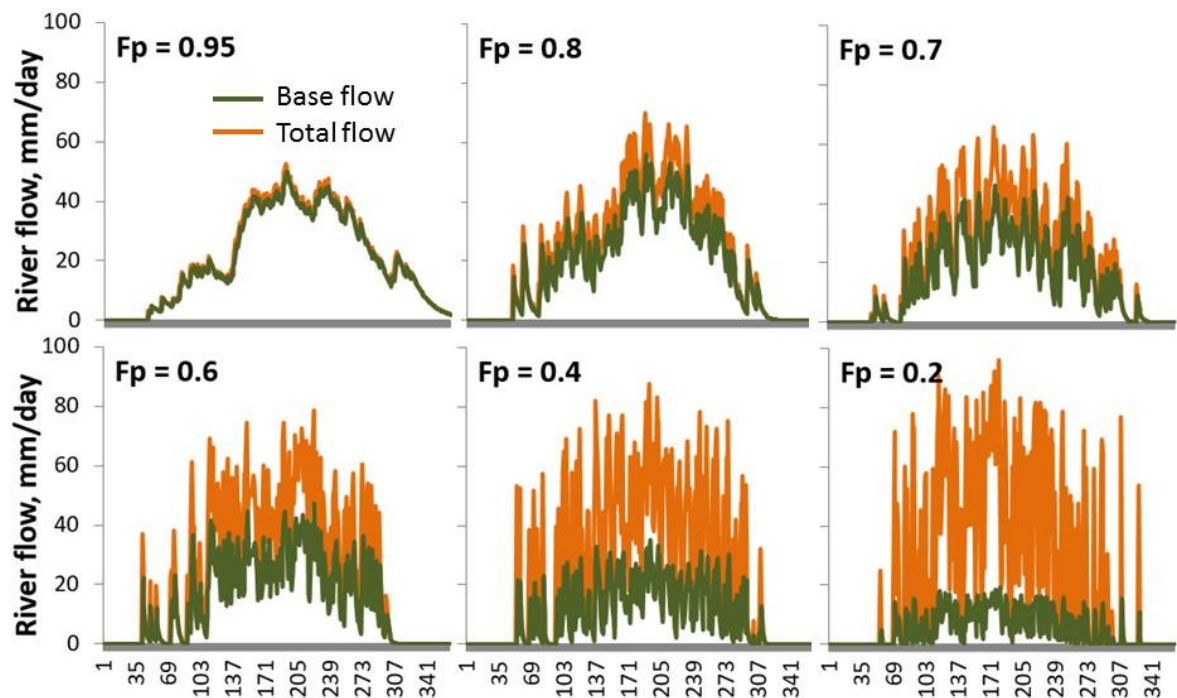 100
80
60
40
20
0
River flow, mm/day
Fp = 0.95
Base flow
Total flow
Fp = 0.8
Fp = 0.7
100
80
60
40
20
0
River flow, mm/day
Fp = 0.6
Fp = 0.4
Fp = 0.2
1 35 69 103 137 171 205 239 273 307 341
1 35 69 103 137 171 205 239 273 307 341
1 35 69 103 137 171 205 239 273 307 341